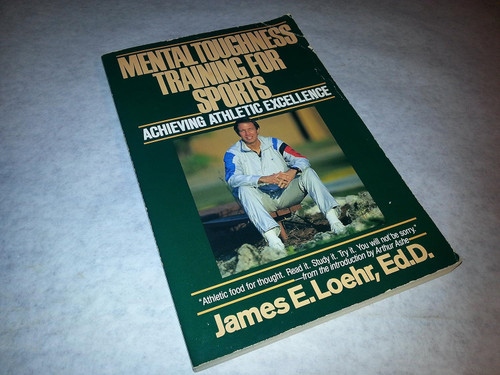 MENTAL TOUGHNESS
TRAINING FOR
SPORTS
ACHIEVING ATHLETIC EXCELLENCE
"Athletic food for thought. Read it. Study it. Try it. You will not be sorry."
—from the introduction by Arthur Ashe—
James E. Loehr, Ed.D.